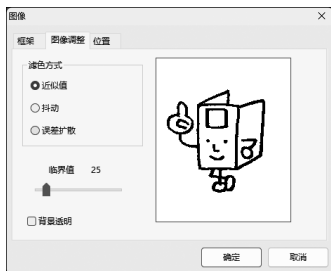 图像
框架 图像调整 位置
滤色方式
近似值
抖动
误差扩散
临界值 25
背景透明
确定 取消